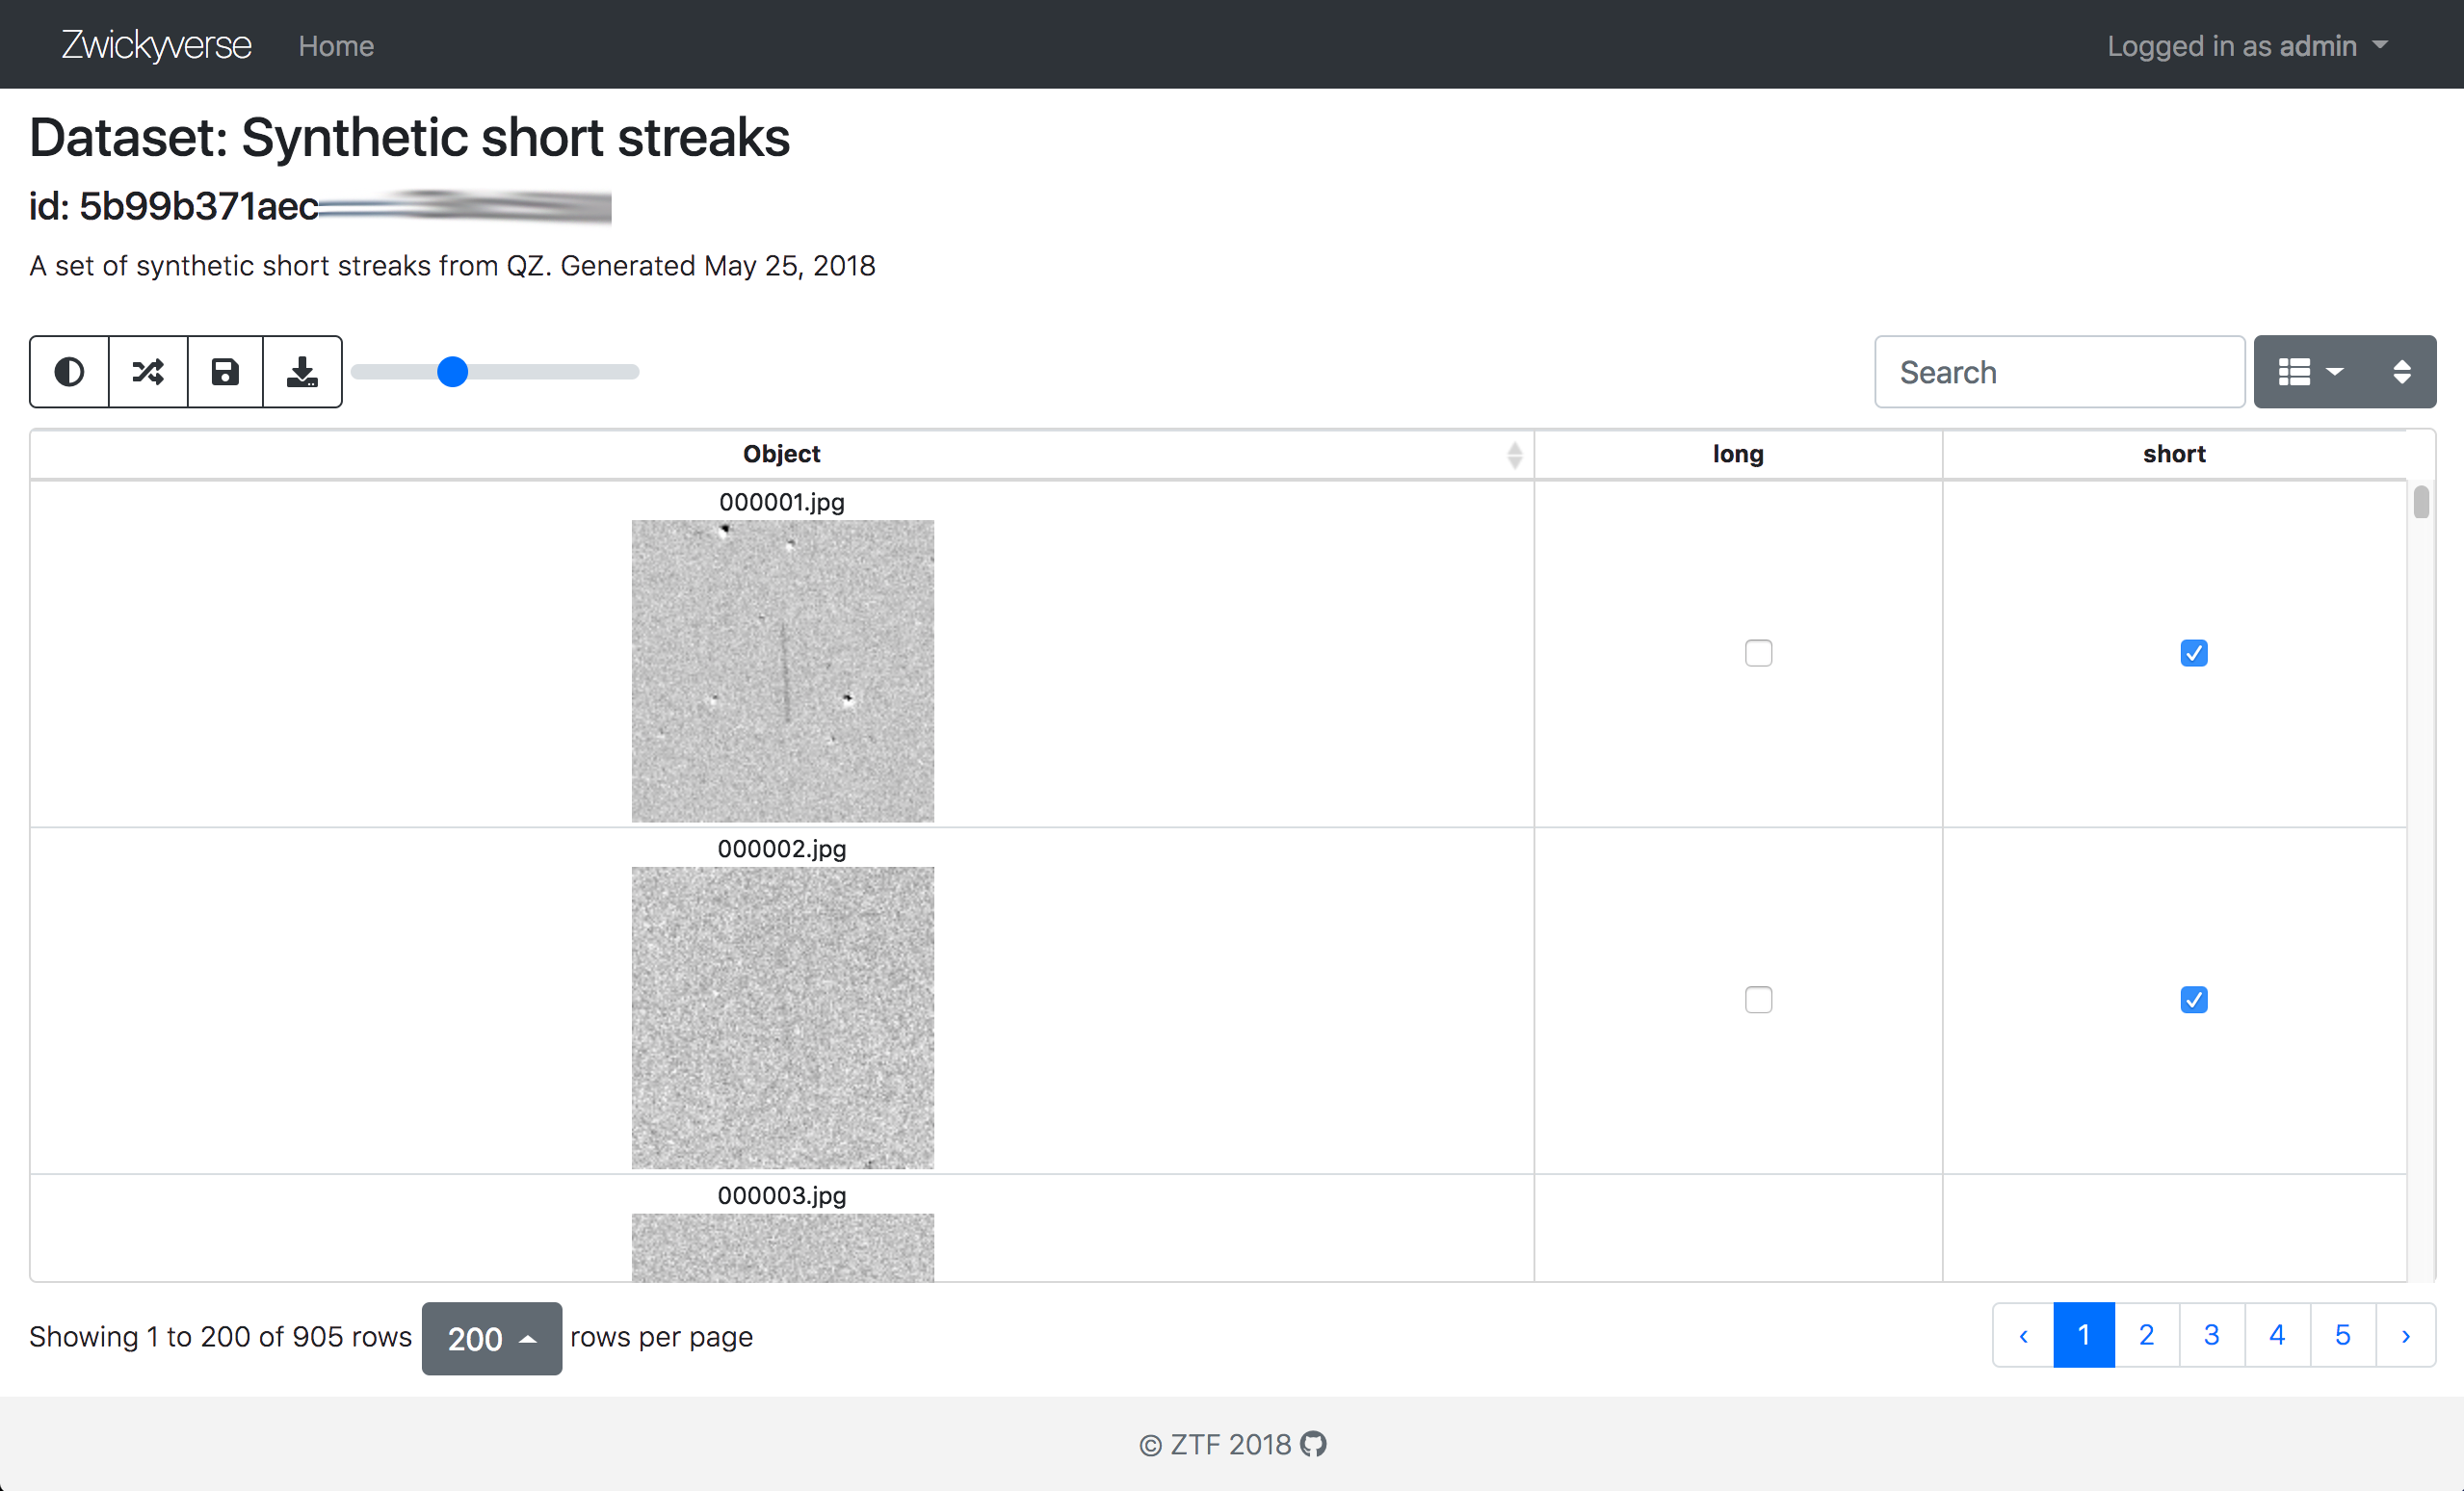 Zwickyverse Home Logged in as admin
Dataset: Synthetic short streaks
id: 5b99b371aec
A set of synthetic short streaks from QZ. Generated May 25, 2018
Search
Object long short
000001.jpg
000002.jpg
000003.jpg
Showing 1 to 200 of 905 rows 200 rows per page ‹ 1 2 3 4 5 ›
© ZTF 2018